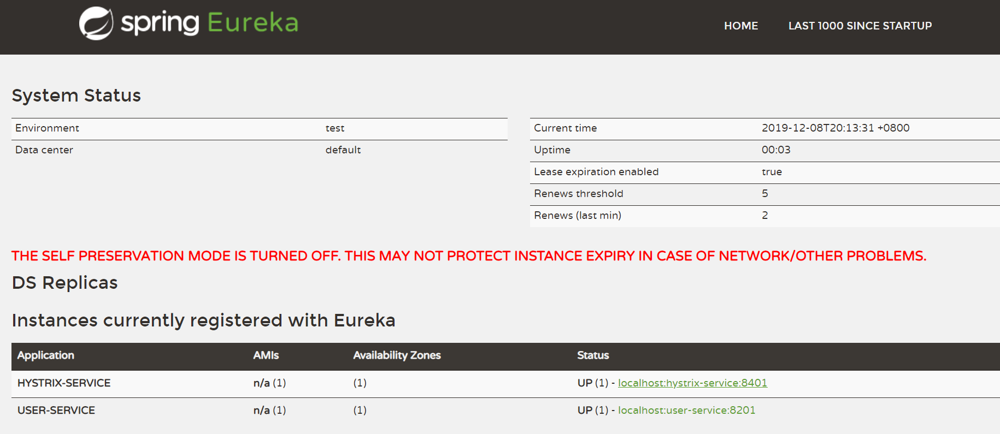 spring Eureka
HOME LAST 1000 SINCE STARTUP
System Status
Environment test
Data center default
Current time 2019-12-08T20:13:31 +0800
Uptime 00:03
Lease expiration enabled true
Renews threshold 5
Renews (last min) 2
THE SELF PRESERVATION MODE IS TURNED OFF. THIS MAY NOT PROTECT INSTANCE EXPIRY IN CASE OF NETWORK/OTHER PROBLEMS.
DS Replicas
Instances currently registered with Eureka
Application AMIs Availability Zones Status
HYSTRIX-SERVICE n/a (1) (1) UP (1) - localhost:hystrix-service:8401
USER-SERVICE n/a (1) (1) UP (1) - localhost:user-service:8201